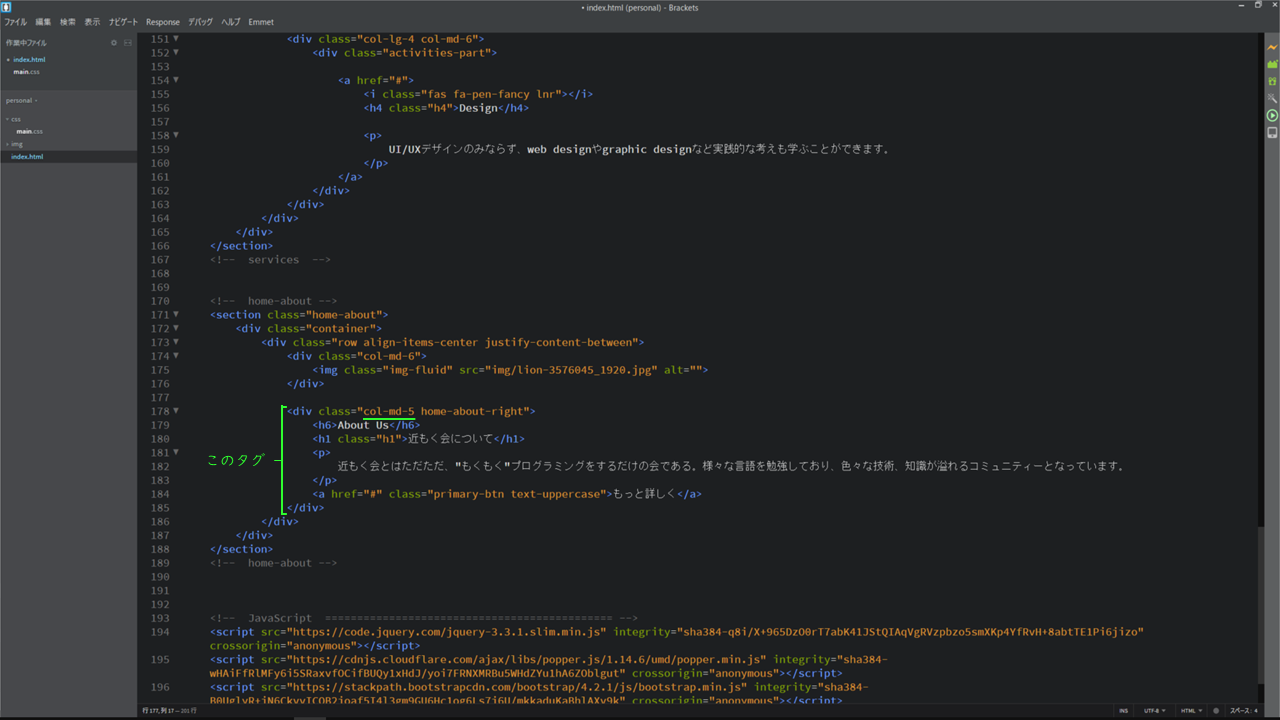 • index.html (personal) - Brackets
ファイル 編集 検索 表示 ナビゲート Response デバッグ ヘルプ Emmet
作業中ファイル
• index.html
main.css
personal
css
main.css
img
index.html
151 <div class="col-lg-4 col-md-6">
152 <div class="activities-part">
153
154 <a href="#">
155 <i class="fas fa-pen-fancy lnr"></i>
156 <h4 class="h4">Design</h4>
157
158 <p>
159 UI/UXデザインのみならず、web designやgraphic designなど実践的な考えも学ぶことができます。
160 </p>
161 </a>
162 </div>
163 </div>
164 </div>
165 </div>
166 </section>
167 <!-- services -->
168
169
170 <!-- home-about -->
171 <section class="home-about">
172 <div class="container">
173 <div class="row align-items-center justify-content-between">
174 <div class="col-md-6">
175 <img class="img-fluid" src="img/lion-3576045_1920.jpg" alt="">
176 </div>
177
178 <div class="col-md-5 home-about-right">
179 <h6>About Us</h6>
180 <h1 class="h1">近もく会について</h1>
このタグ
181 <p>
182 近もく会とはただただ、"もくもく"プログラミングをするだけの会である。様々な言語を勉強しており、色々な技術、知識が溢れるコミュニティーとなっています。
183 </p>
184 <a href="#" class="primary-btn text-uppercase">もっと詳しく</a>
185 </div>
186 </div>
187 </div>
188 </section>
189 <!-- home-about -->
190
191
192
193 <!-- JavaScript ============================================= -->
194 <script src="https://code.jquery.com/jquery-3.3.1.slim.min.js" integrity="sha384-q8i/X+965DzO0rT7abK41JStQIAqVgRVzpbzo5smXKp4YfRvH+8abtTE1Pi6jizo"
crossorigin="anonymous"></script>
195 <script src="https://cdnjs.cloudflare.com/ajax/libs/popper.js/1.14.6/umd/popper.min.js" integrity="sha384-
wHAiFfRlMFy6i5SRaxvfOCifBUQy1xHdJ/yoi7FRNXMRBu5WHdZYu1hA6ZOblgut" crossorigin="anonymous"></script>
196 <script src="https://stackpath.bootstrapcdn.com/bootstrap/4.2.1/js/bootstrap.min.js" integrity="sha384-
B0UglyR+jN6CkvvICOB2joaf5I4l3gm9GU6Hc1og6Ls7i6U/mkkaduKaBhlAXv9k" crossorigin="anonymous"></script>
行 177, 列 17 — 201 行
INS UTF-8 HTML スペース: 4